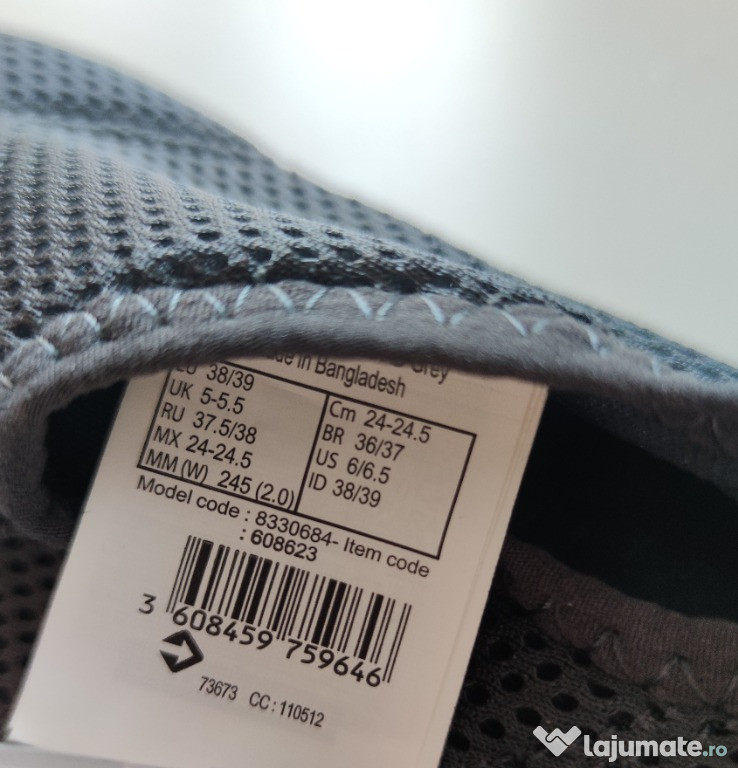 Grey
in Bangladesh
EU 38/39
UK 5-5.5
RU 37.5/38
MX 24-24.5
MM (W) 245 (2.0)
Cm 24-24.5
BR 36/37
US 6/6.5
ID 38/39
Model code : 8330684- Item code
: 608623
3 608459 759646
73673 CC : 110512
lajumate.ro